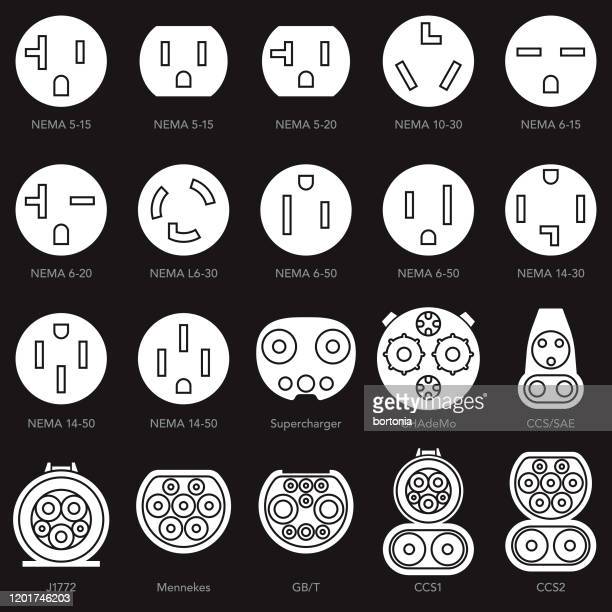 NEMA 5-15
NEMA 5-15
NEMA 5-20
NEMA 10-30
NEMA 6-15
NEMA 6-20
NEMA L6-30
NEMA 6-50
NEMA 6-50
NEMA 14-30
NEMA 14-50
NEMA 14-50
Supercharger
HAdeMo
CCS/SAE
gettyimages
Credit: bortonia
J1772
Mennekes
GB/T
CCS1
CCS2
1201746203